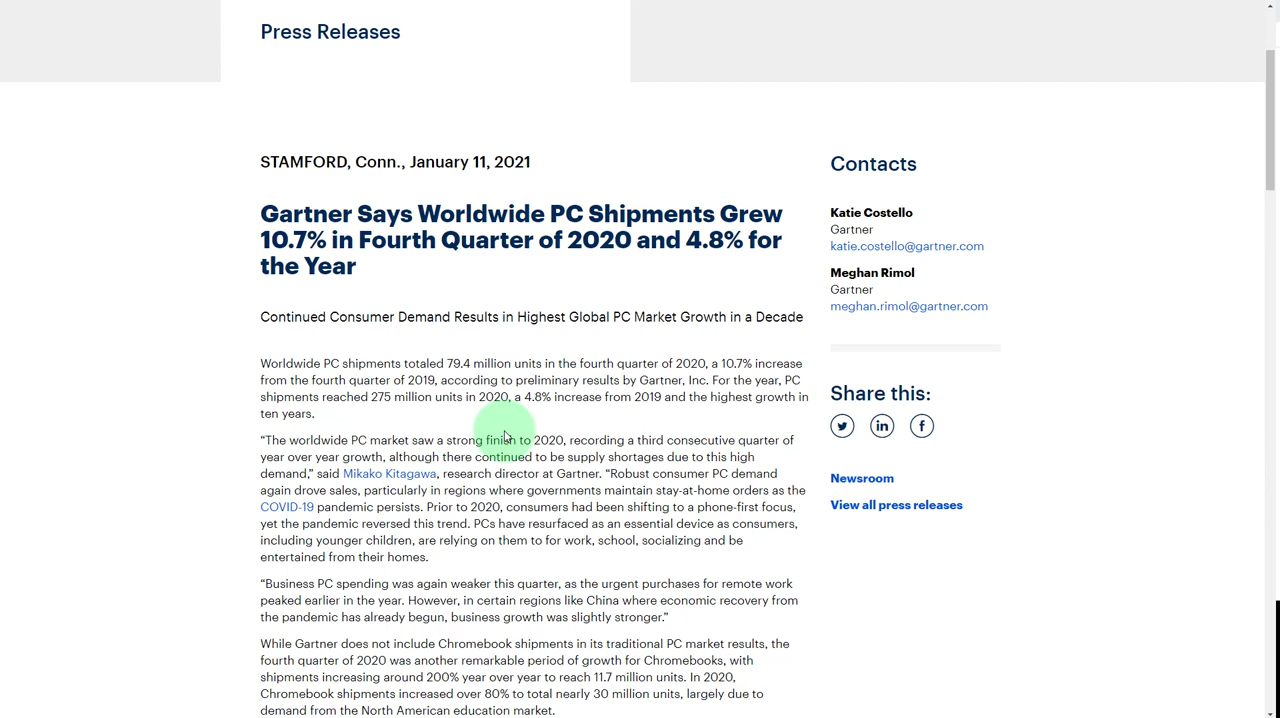 Press Releases
STAMFORD, Conn., January 11, 2021
Gartner Says Worldwide PC Shipments Grew
10.7% in Fourth Quarter of 2020 and 4.8% for
the Year
Continued Consumer Demand Results in Highest Global PC Market Growth in a Decade
Worldwide PC shipments totaled 79.4 million units in the fourth quarter of 2020, a 10.7% increase
from the fourth quarter of 2019, according to preliminary results by Gartner, Inc. For the year, PC
shipments reached 275 million units in 2020, a 4.8% increase from 2019 and the highest growth in
ten years.
“The worldwide PC market saw a strong finish to 2020, recording a third consecutive quarter of
year over year growth, although there continued to be supply shortages due to this high
demand,” said Mikako Kitagawa, research director at Gartner. “Robust consumer PC demand
again drove sales, particularly in regions where governments maintain stay-at-home orders as the
COVID-19 pandemic persists. Prior to 2020, consumers had been shifting to a phone-first focus,
yet the pandemic reversed this trend. PCs have resurfaced as an essential device as consumers,
including younger children, are relying on them to for work, school, socializing and be
entertained from their homes.
“Business PC spending was again weaker this quarter, as the urgent purchases for remote work
peaked earlier in the year. However, in certain regions like China where economic recovery from
the pandemic has already begun, business growth was slightly stronger.”
While Gartner does not include Chromebook shipments in its traditional PC market results, the
fourth quarter of 2020 was another remarkable period of growth for Chromebooks, with
shipments increasing around 200% year over year to reach 11.7 million units. In 2020,
Chromebook shipments increased over 80% to total nearly 30 million units, largely due to
demand from the North American education market.
Contacts
Katie Costello
Gartner
katie.costello@gartner.com
Meghan Rimol
Gartner
meghan.rimol@gartner.com
Share this:
Newsroom
View all press releases